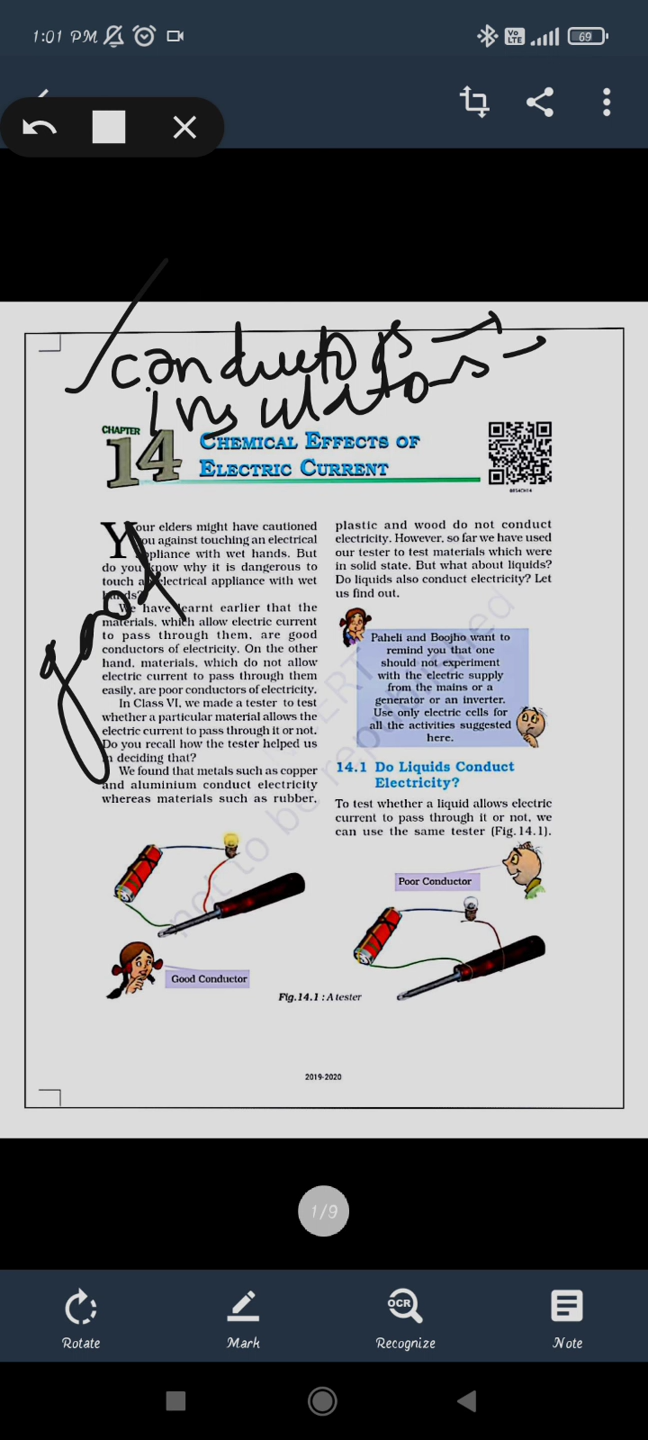 1:01 PM
Vo LTE
69
conductors →
insulators →
good
CHAPTER
14
CHEMICAL EFFECTS OF
ELECTRIC CURRENT
Your elders might have cautioned
you against touching an electrical
appliance with wet hands. But
do you know why it is dangerous to
touch an electrical appliance with wet
hands?
We have learnt earlier that the
materials, which allow electric current
to pass through them, are good
conductors of electricity. On the other
hand, materials, which do not allow
electric current to pass through them
easily, are poor conductors of electricity.
In Class VI, we made a tester to test
whether a particular material allows the
electric current to pass through it or not.
Do you recall how the tester helped us
in deciding that?
We found that metals such as copper
and aluminium conduct electricity
whereas materials such as rubber,
plastic and wood do not conduct
electricity. However, so far we have used
our tester to test materials which were
in solid state. But what about liquids?
Do liquids also conduct electricity? Let
us find out.
Paheli and Boojho want to
remind you that one
should not experiment
with the electric supply
from the mains or a
generator or an inverter.
Use only electric cells for
all the activities suggested
here.
14.1 Do Liquids Conduct
Electricity?
To test whether a liquid allows electric
current to pass through it or not, we
can use the same tester (Fig.14.1).
Poor Conductor
Good Conductor
Fig.14.1 : A tester
not to be republished
2019-2020
1/9
OCR
Rotate
Mark
Recognize
Note